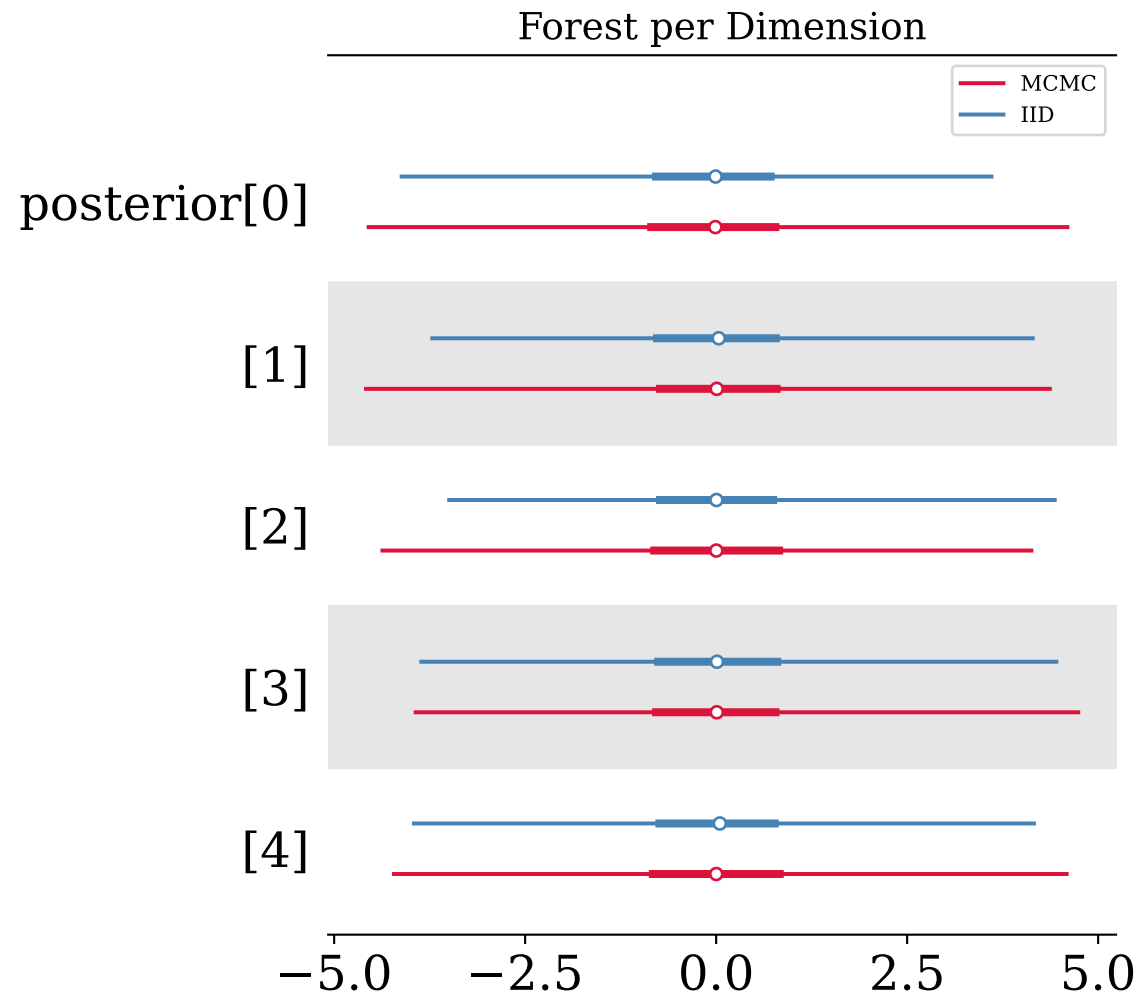 Forest per Dimension
MCMC
IID
posterior[0]
[1]
[2]
[3]
[4]
−5.0 −2.5 0.0 2.5 5.0